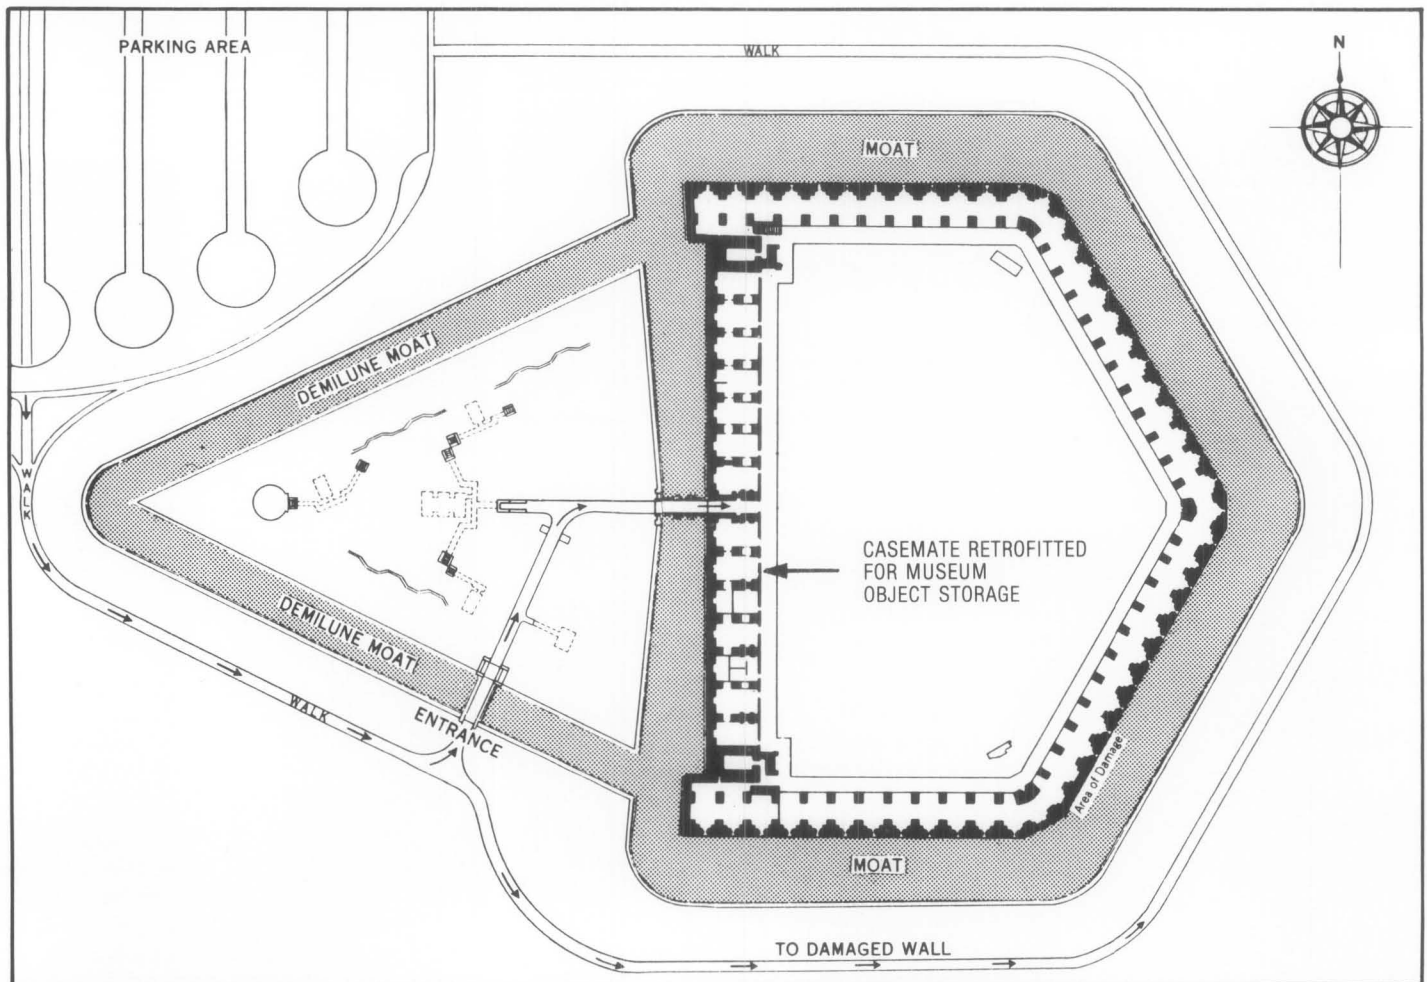 PARKING AREA
WALK
N
MOAT
DEMILUNE MOAT
WALK
CASEMATE RETROFITTED
FOR MUSEUM
OBJECT STORAGE
DEMILUNE MOAT
WALK
ENTRANCE
Area of Damage
MOAT
TO DAMAGED WALL